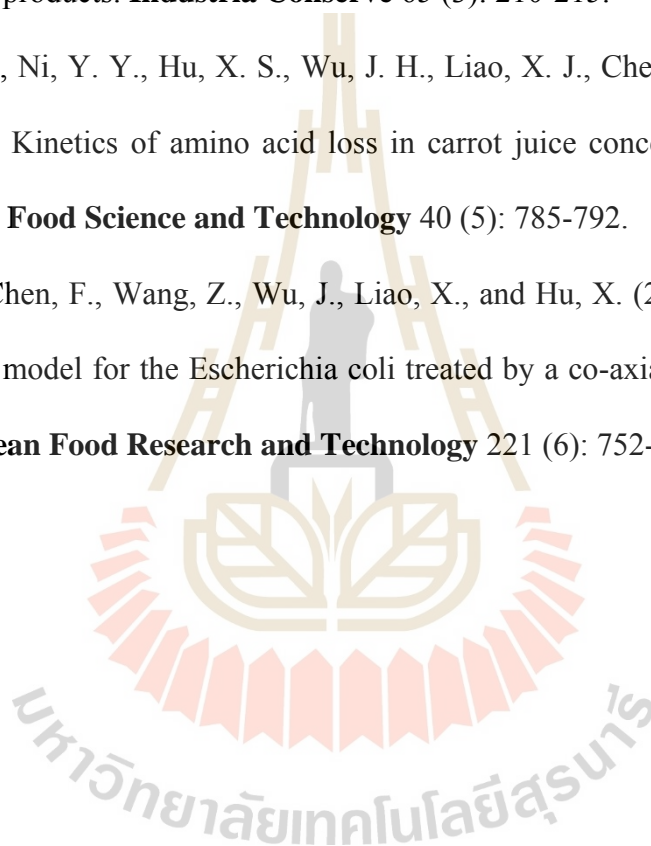 products. Industria Conserve 65 (3): 210-215.
, Ni, Y. Y., Hu, X. S., Wu, J. H., Liao, X. J., Che
Kinetics of amino acid loss in carrot juice conce
Food Science and Technology 40 (5): 785-792.
Chen, F., Wang, Z., Wu, J., Liao, X., and Hu, X. (2
model for the Escherichia coli treated by a co-axia
ean Food Research and Technology 221 (6): 752-
มหาวิทยาลัยเทคโนโลยีสุรนารี